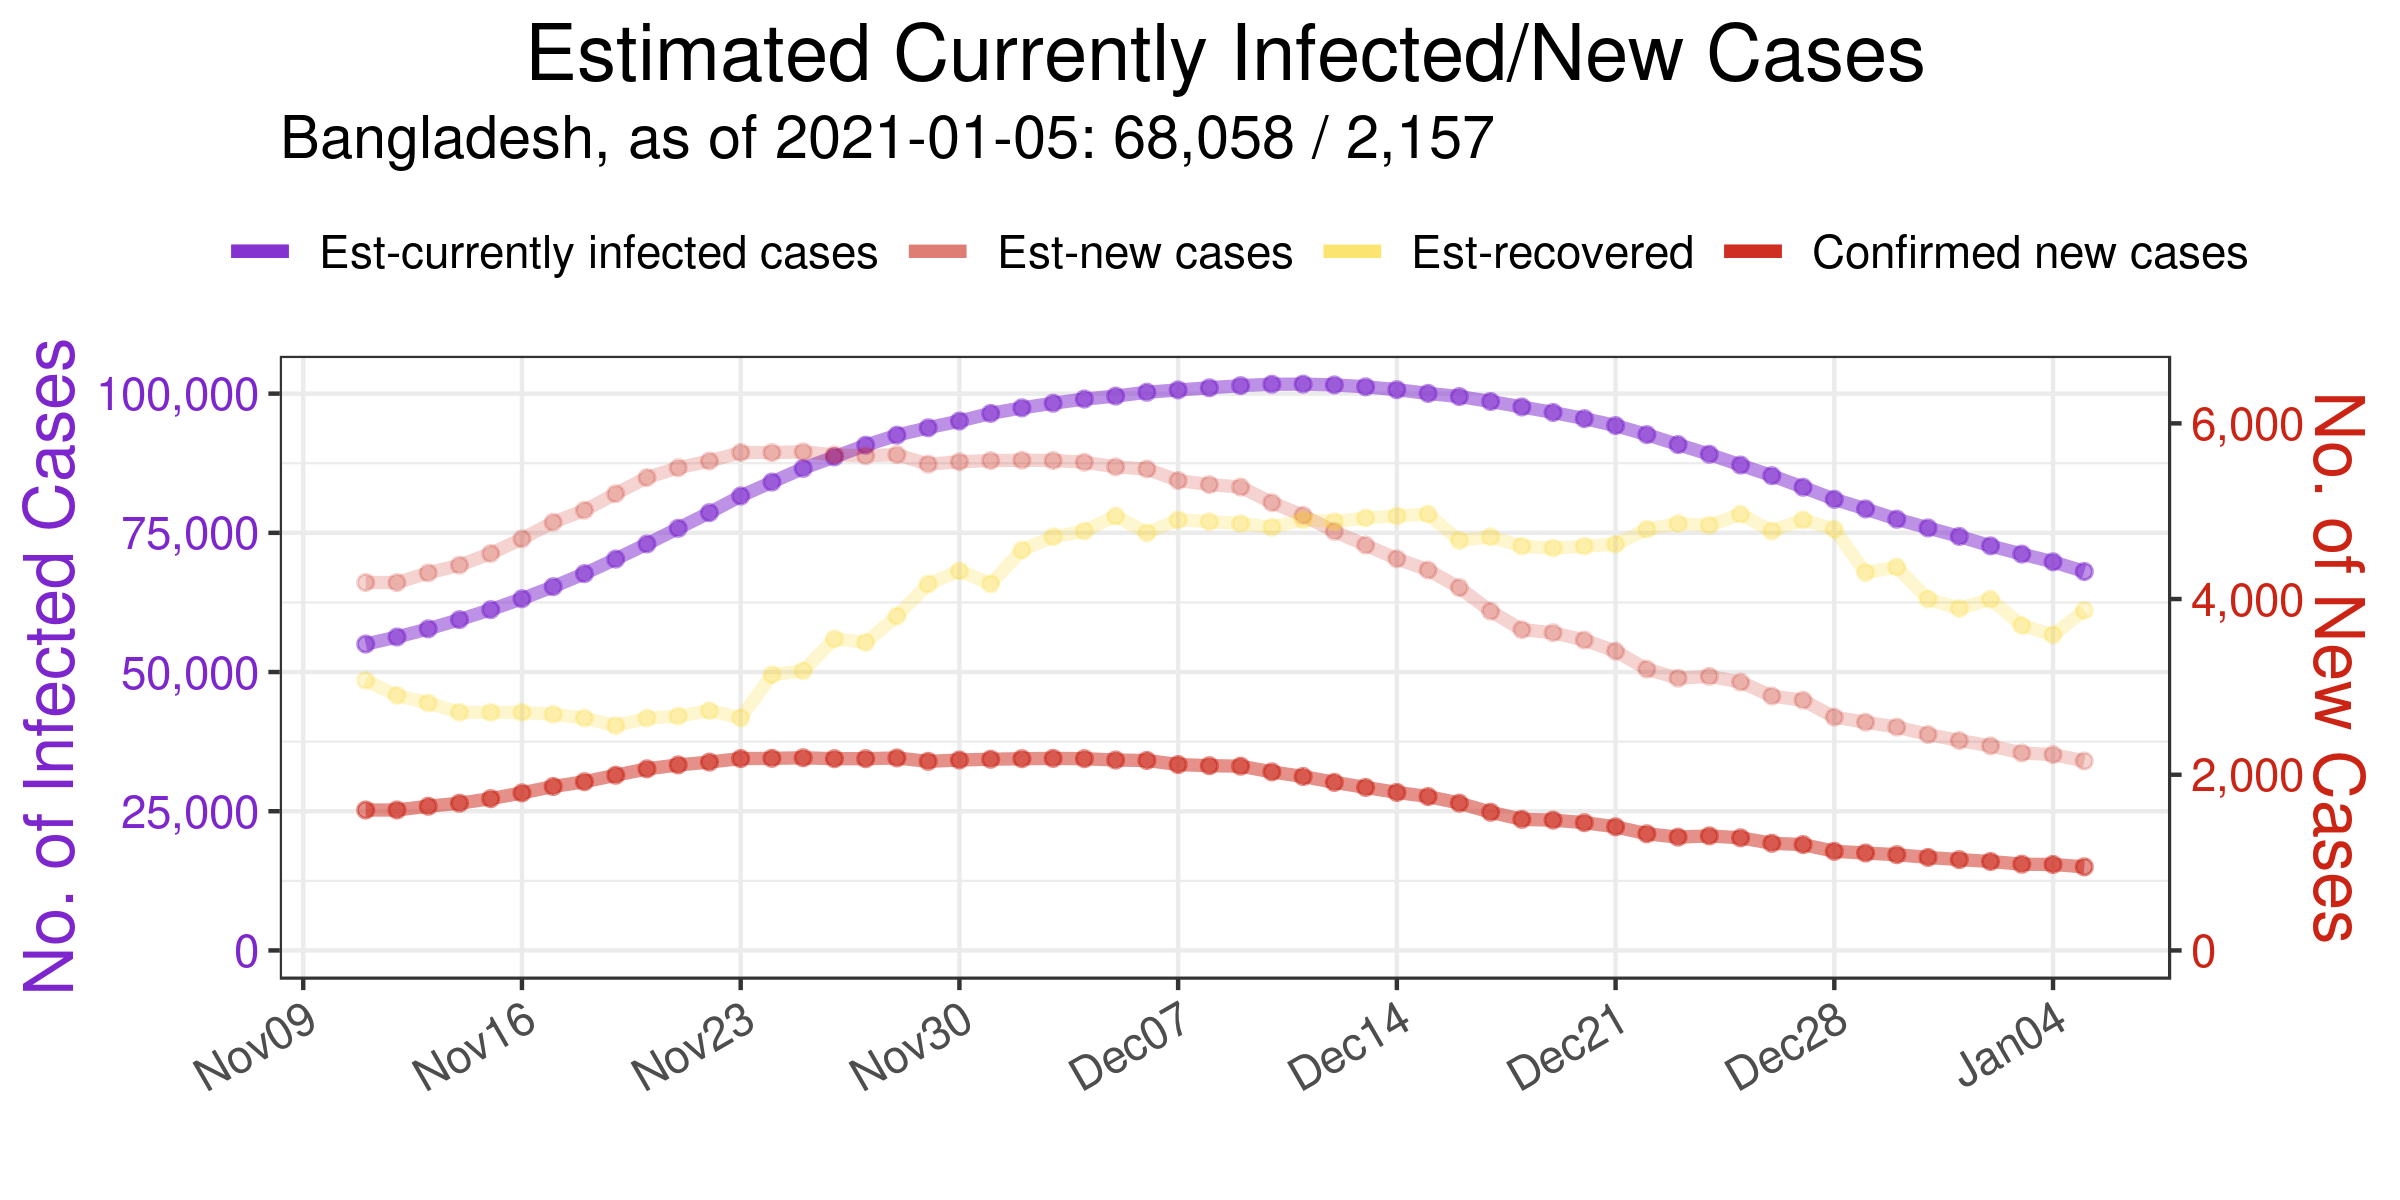 Estimated Currently Infected/New Cases
Bangladesh, as of 2021-01-05: 68,058 / 2,157
Est-currently infected cases Est-new cases Est-recovered Confirmed new cases
No. of Infected Cases
100,000
75,000
50,000
25,000
0
6,000
4,000
2,000
0
No. of New Cases
Nov09 Nov16 Nov23 Nov30 Dec07 Dec14 Dec21 Dec28 Jan04